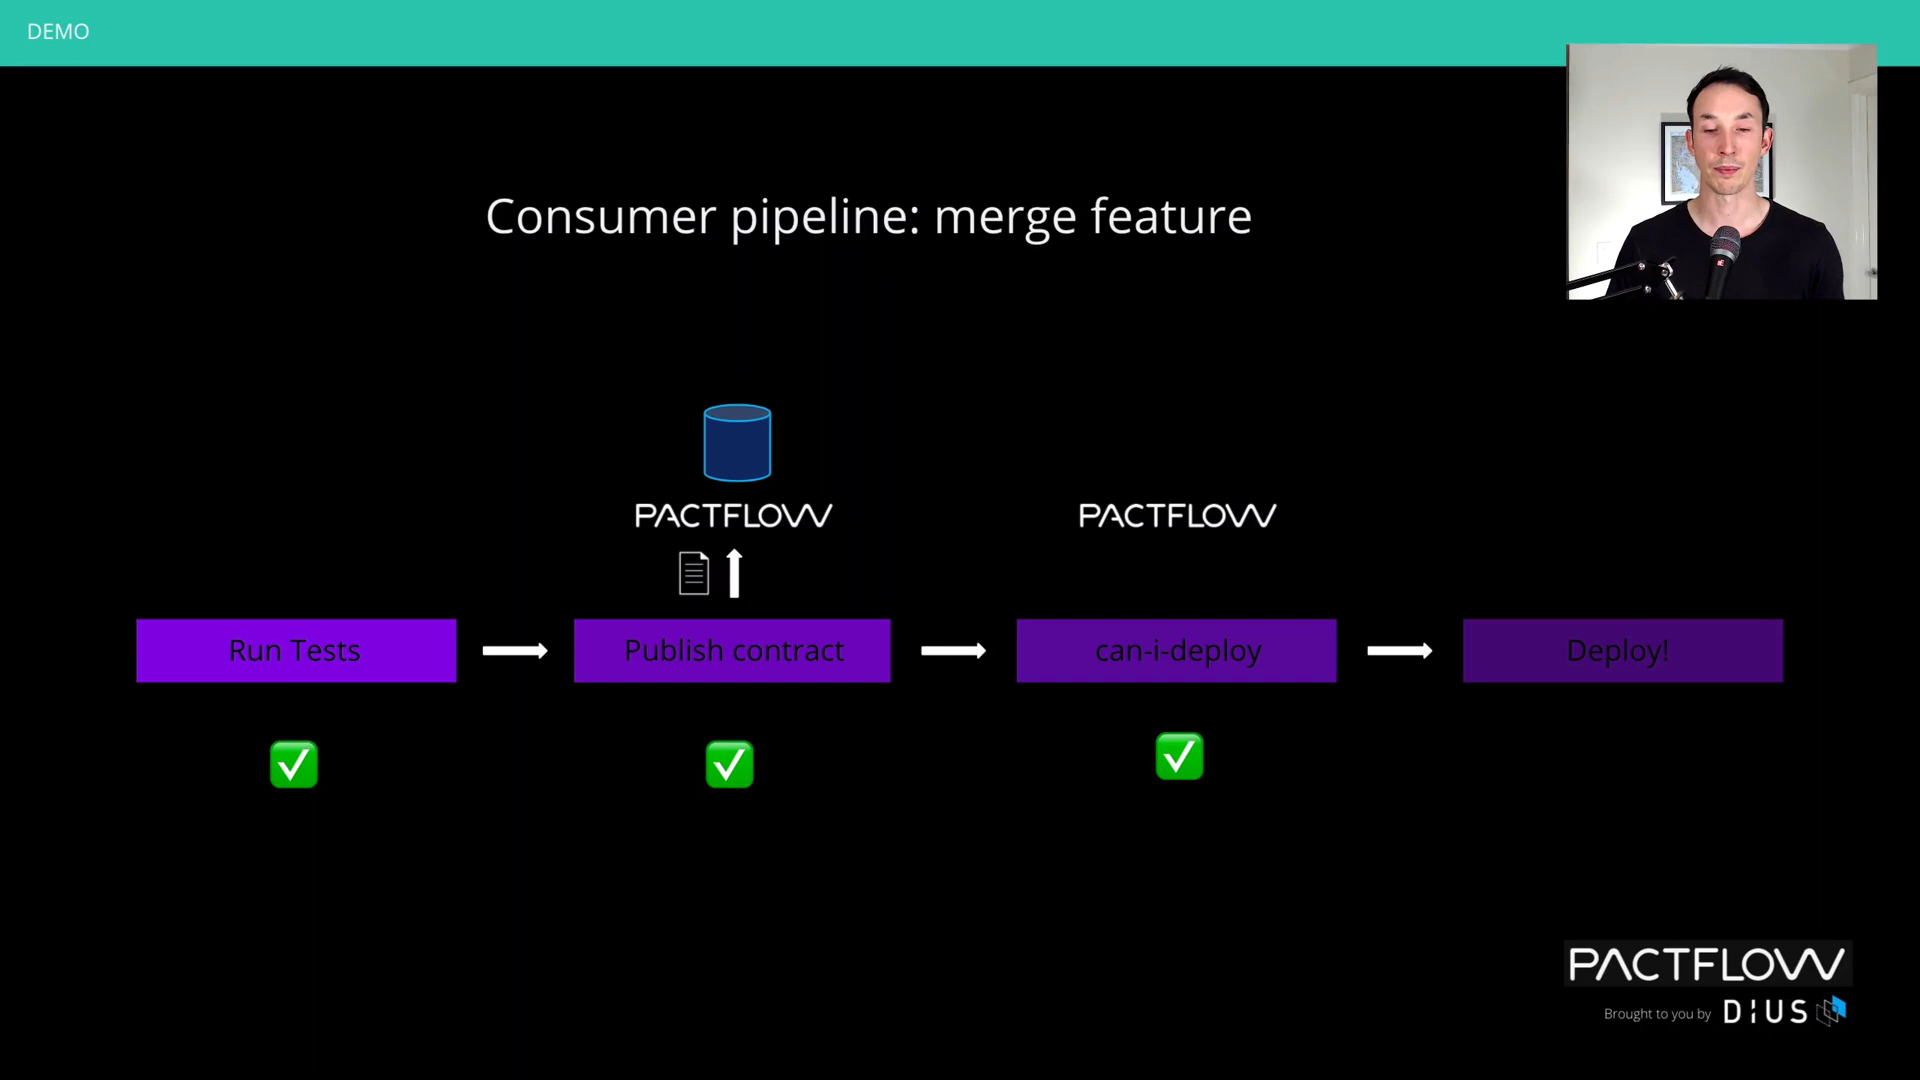 DEMO
Consumer pipeline: merge feature
PACTFLOW
PACTFLOW
Run Tests
Publish contract
can-i-deploy
Deploy!
PACTFLOW
Brought to you by DiUS